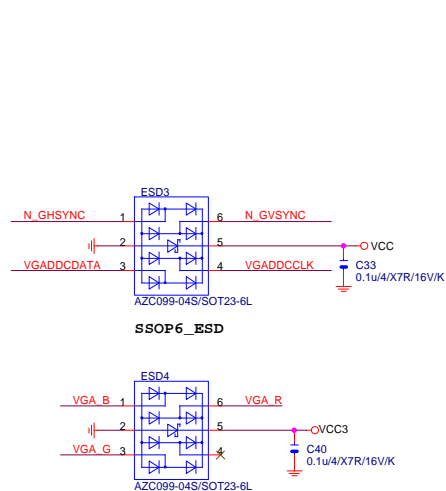 ESD3
N_GHSYNC 1 6 N_GVSYNC
2 5 VCC
VGADDCDATA 3 4 VGADDCCLK
C33
0.1u/4/X7R/16V/K
AZC099-04S/SOT23-6L
SSOP6_ESD
ESD4
VGA_B 1 6 VGA_R
2 5 VCC3
VGA_G 3 4
C40
0.1u/4/X7R/16V/K
AZC099-04S/SOT23-6L